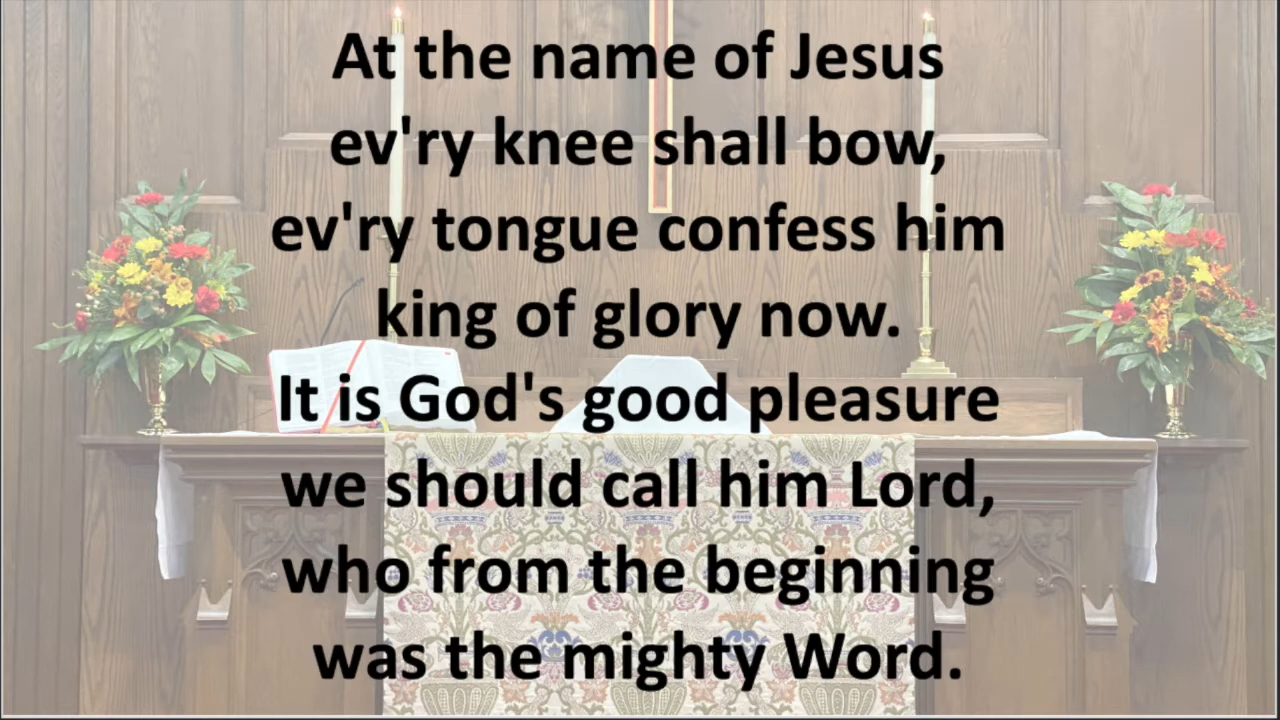 At the name of Jesus
ev'ry knee shall bow,
ev'ry tongue confess him
king of glory now.
It is God's good pleasure
we should call him Lord,
who from the beginning
was the mighty Word.